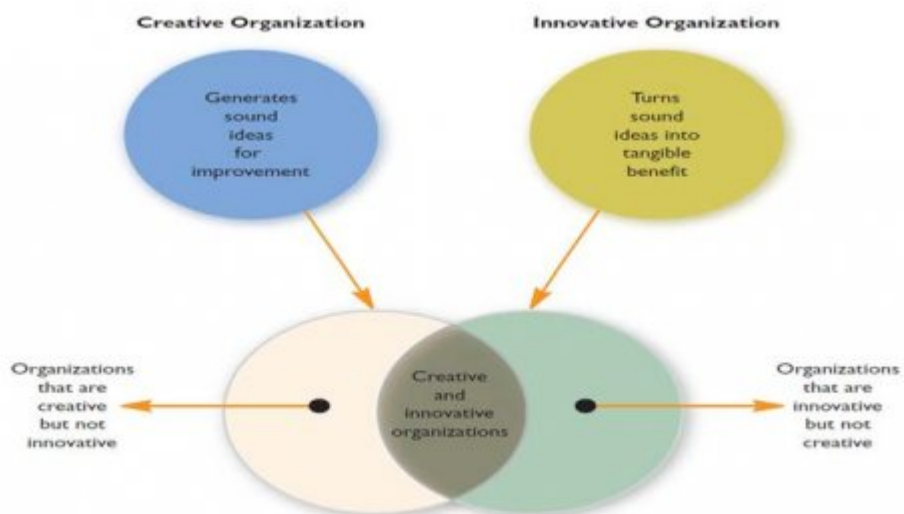 Creative Organization
Innovative Organization
Generates
sound
ideas
for
improvement
Turns
sound
ideas into
tangible
benefit
Organizations
that are
creative
but not
innovative
Creative
and
innovative
organizations
Organizations
that are
innovative
but not
creative